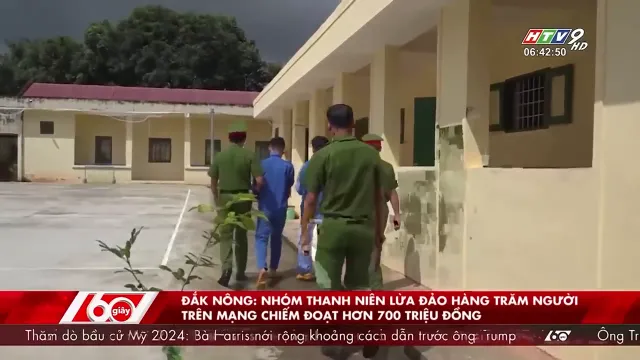 HTV9 HD
06:42:50
60 giây
ĐẮK NÔNG: NHÓM THANH NIÊN LỪA ĐẢO HÀNG TRĂM NGƯỜI
TRÊN MẠNG CHIẾM ĐOẠT HƠN 700 TRIỆU ĐỒNG
Thăm dò bầu cử Mỹ 2024: Bà Harris nới rộng khoảng cách dẫn trước ông Trump 60 Ông T